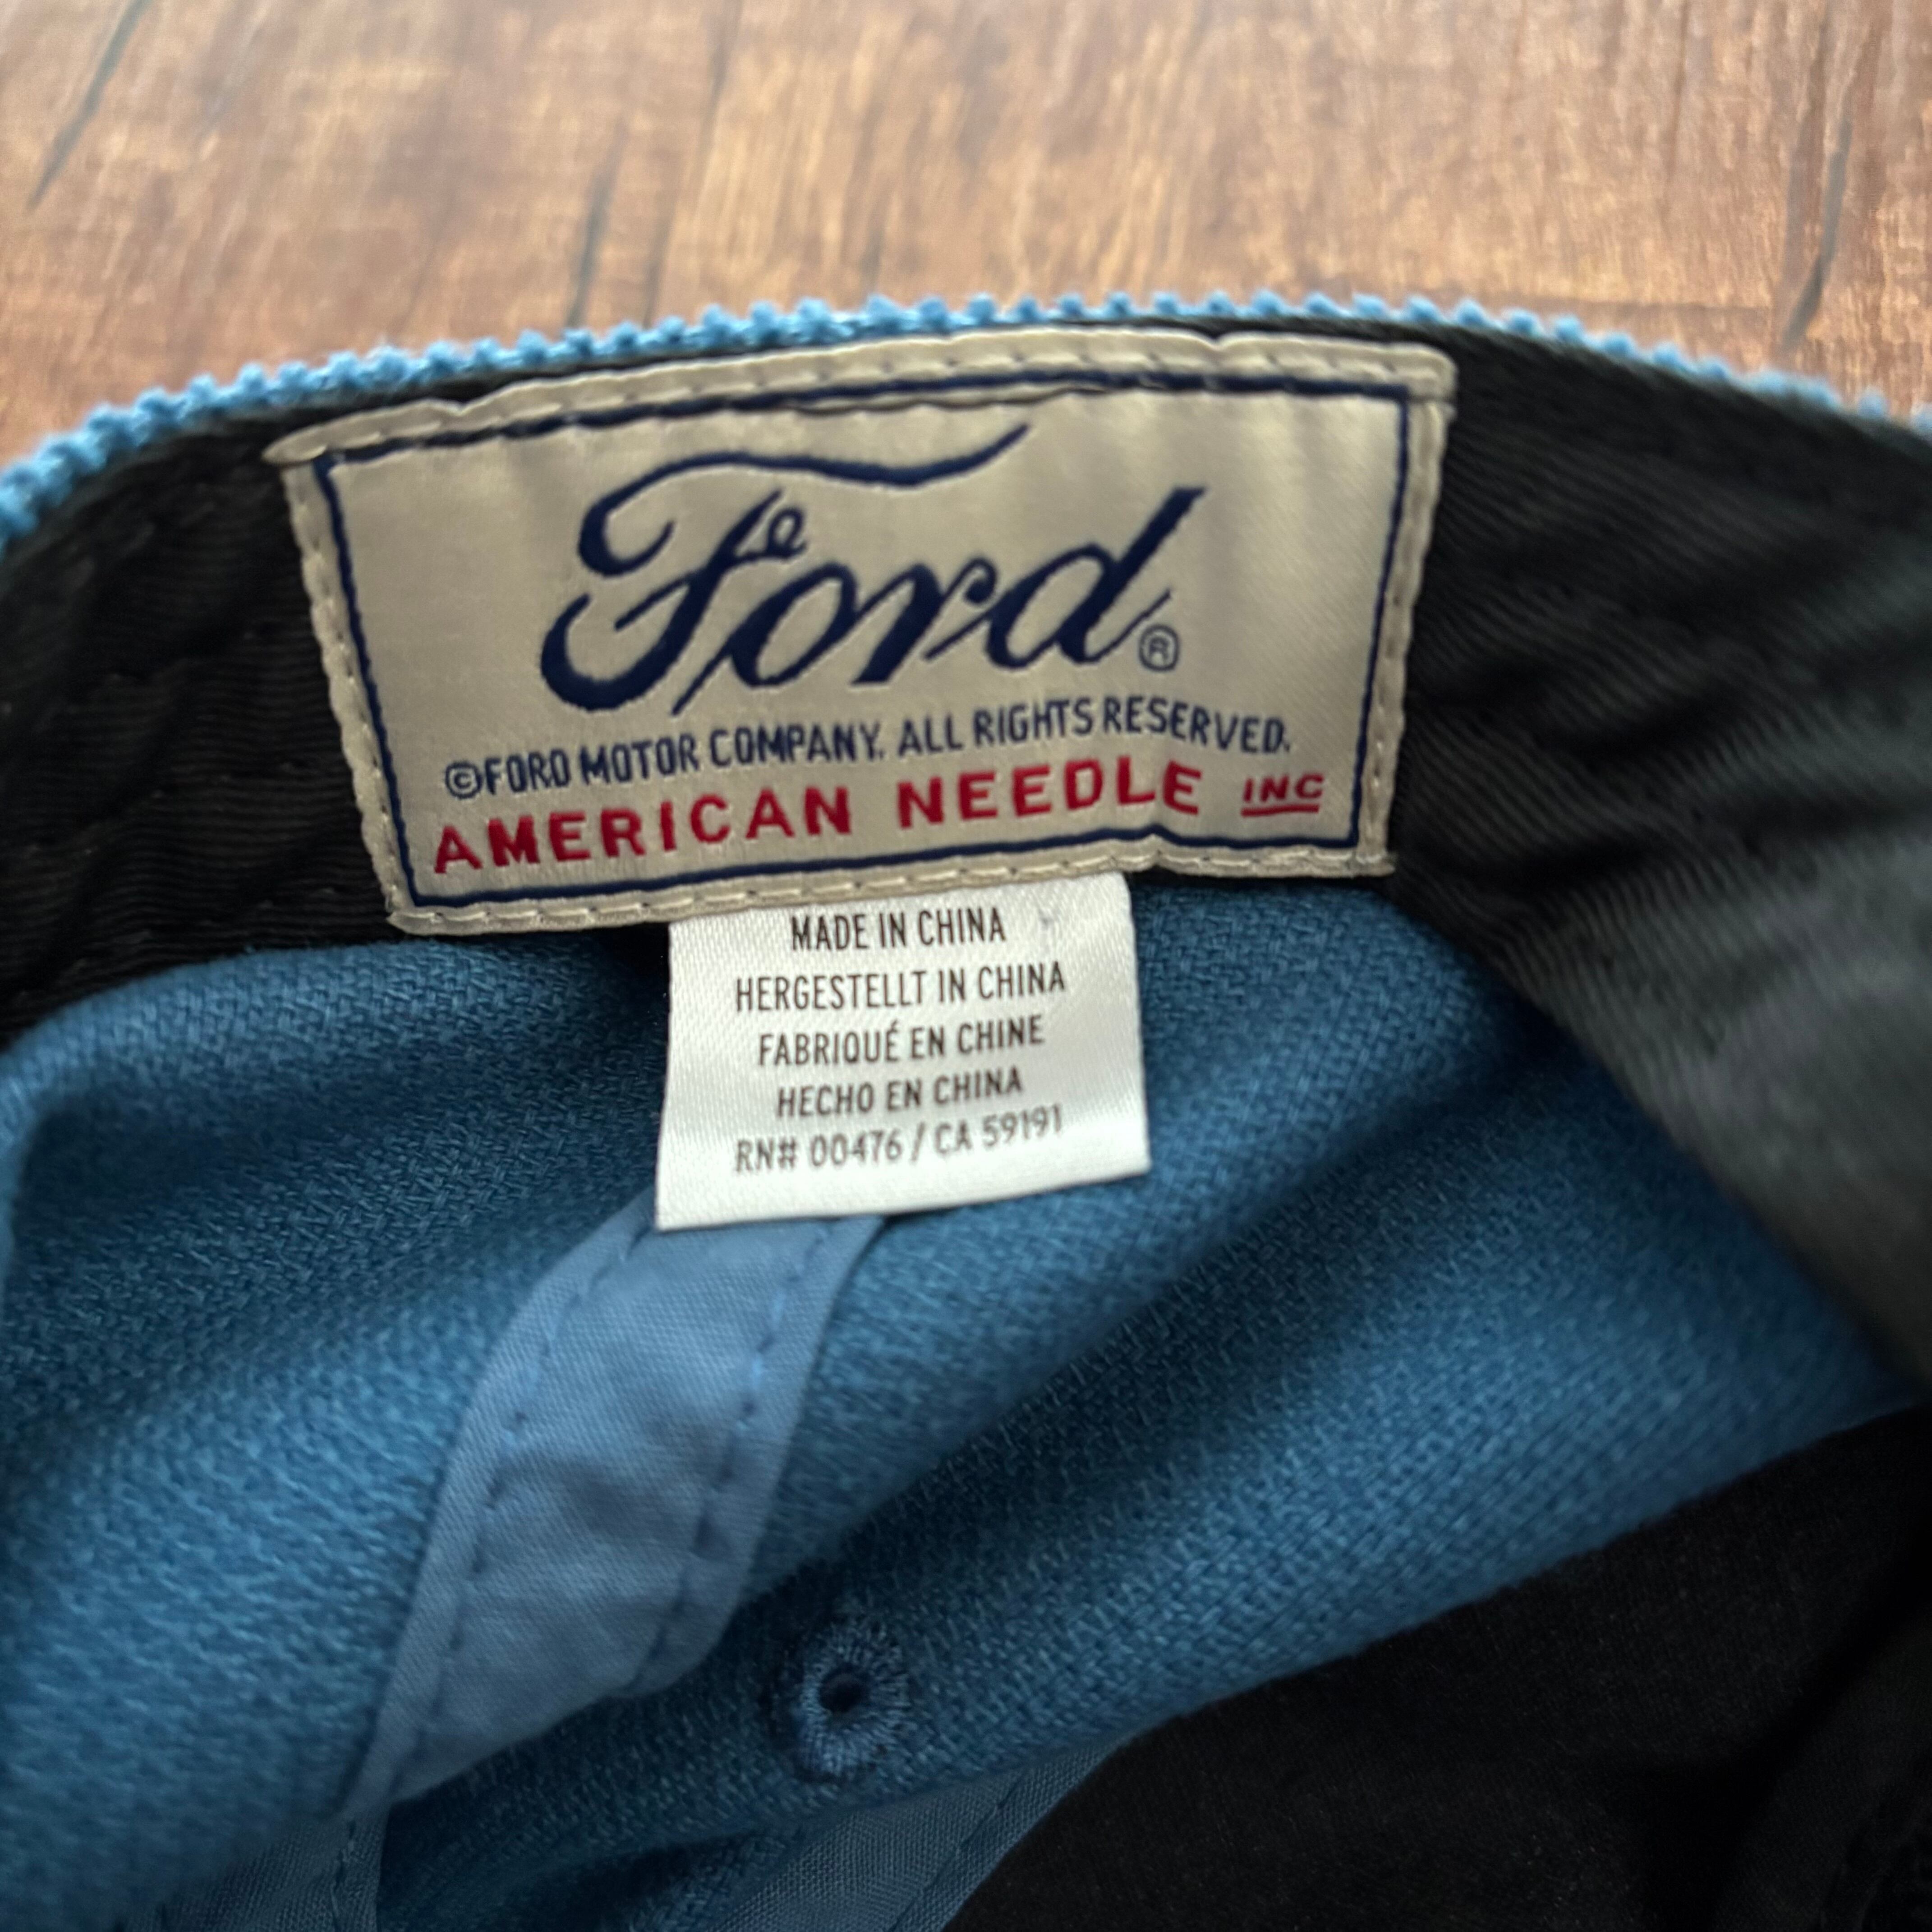 Ford®
©FORD MOTOR COMPANY. ALL RIGHTS RESERVED.
AMERICAN NEEDLE INC
MADE IN CHINA
HERGESTELLT IN CHINA
FABRIQUÉ EN CHINE
HECHO EN CHINA
RN# 00476 / CA 59191